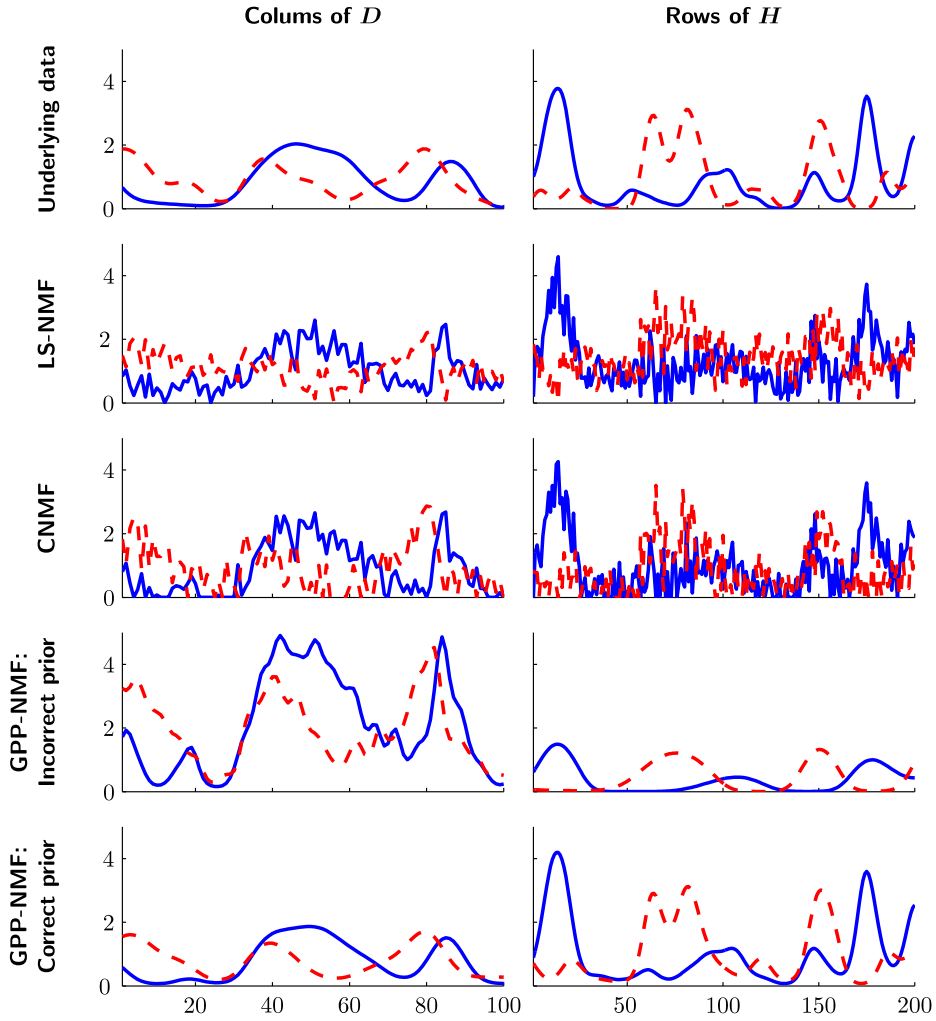 Colums of D
Rows of H
Underlying data
4
2
0
LS-NMF
4
2
0
CNMF
4
2
0
GPP-NMF:
Incorrect prior
4
2
0
GPP-NMF:
Correct prior
4
2
0
20 40 60 80 100
50 100 150 200